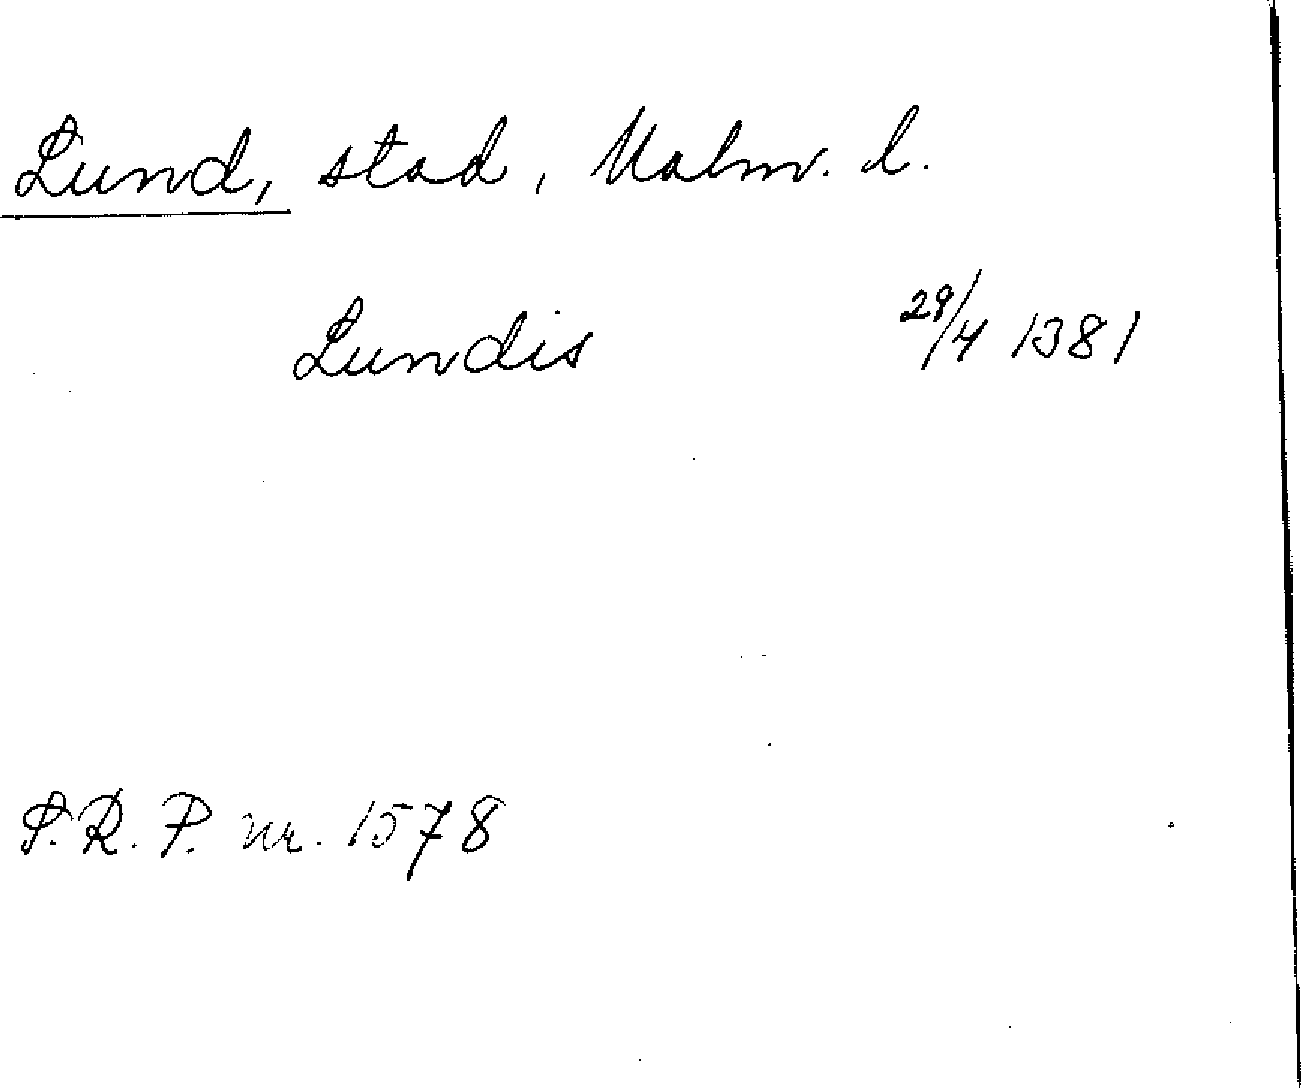 Lund, stad, Malm. l.
Lundis 29/4 1381
S.R.P. nr. 1578